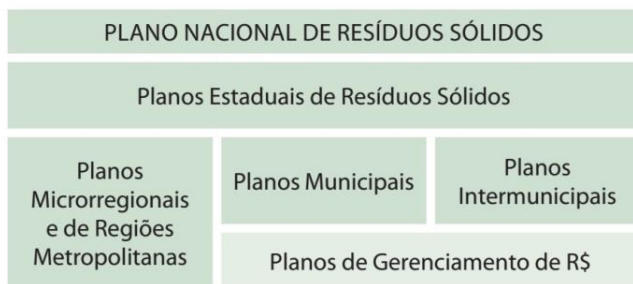 PLANO NACIONAL DE RESÍDUOS SÓLIDOS
Planos Estaduais de Resíduos Sólidos
Planos
Microrregionais
e de Regiões
Metropolitanas
Planos Municipais
Planos
Intermunicipais
Planos de Gerenciamento de R$